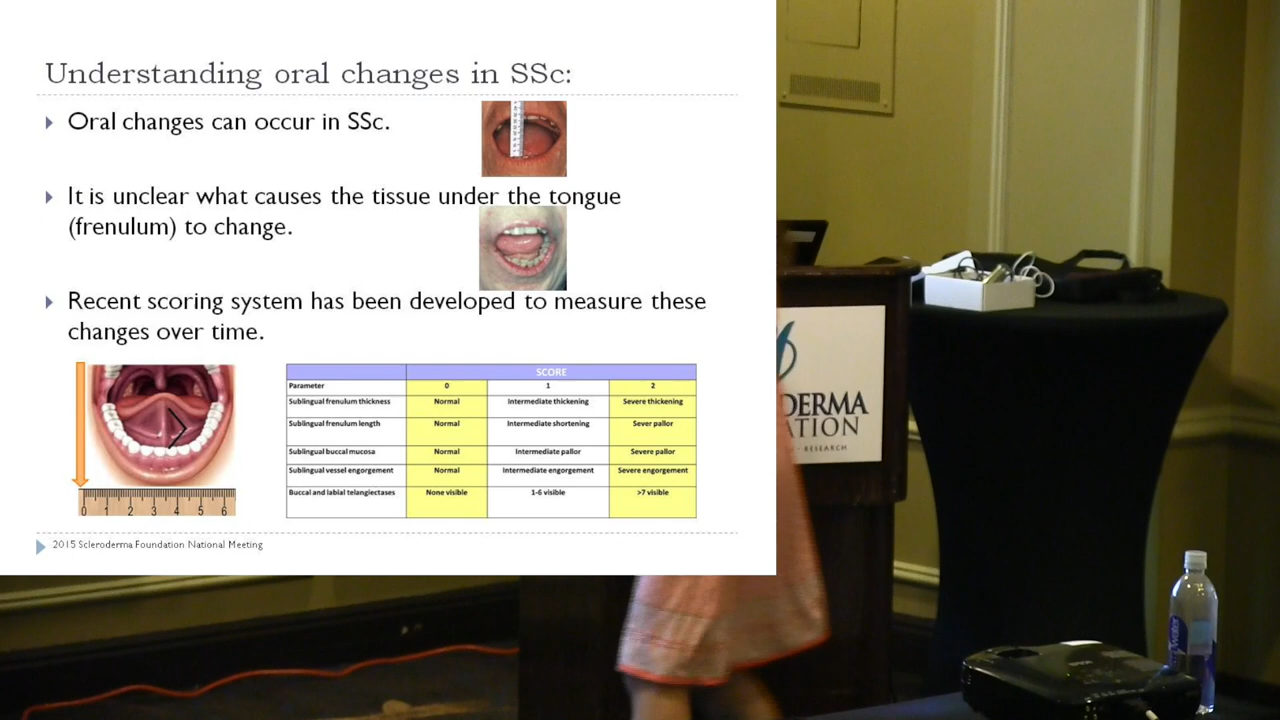 Understanding oral changes in SSc:
Oral changes can occur in SSc.
It is unclear what causes the tissue under the tongue
(frenulum) to change.
Recent scoring system has been developed to measure these
changes over time.
SCORE
Parameter 0 1 2
Sublingual frenulum thickness Normal Intermediate thickening Severe thickening
Sublingual frenulum length Normal Intermediate shortening Sever pallor
Sublingual buccal mucosa Normal Intermediate pallor Severe pallor
Sublingual vessel engorgement Normal Intermediate engorgement Severe engorgement
Buccal and labial telangiectases None visible 1-6 visible >7 visible
0 1 2 3 4 5 6
2015 Scleroderma Foundation National Meeting
DERMA
ATION
RESEARCH